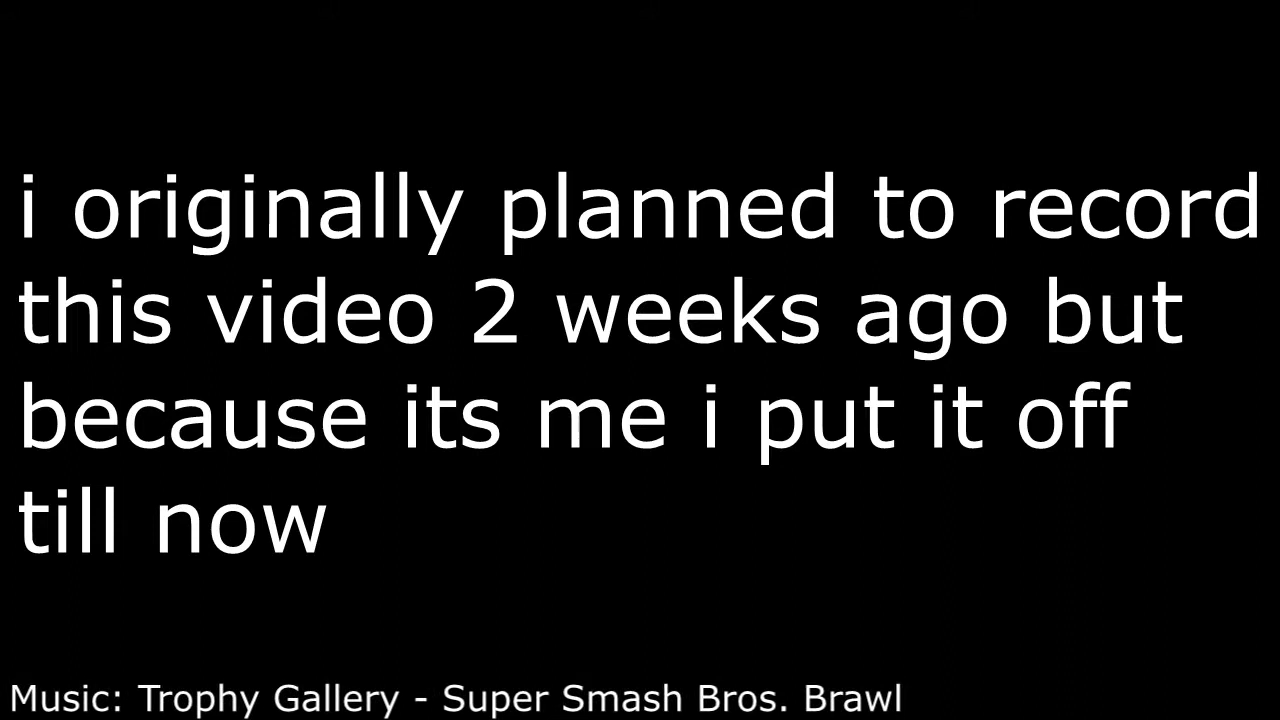 i originally planned to record
this video 2 weeks ago but
because its me i put it off
till now
Music: Trophy Gallery - Super Smash Bros. Brawl